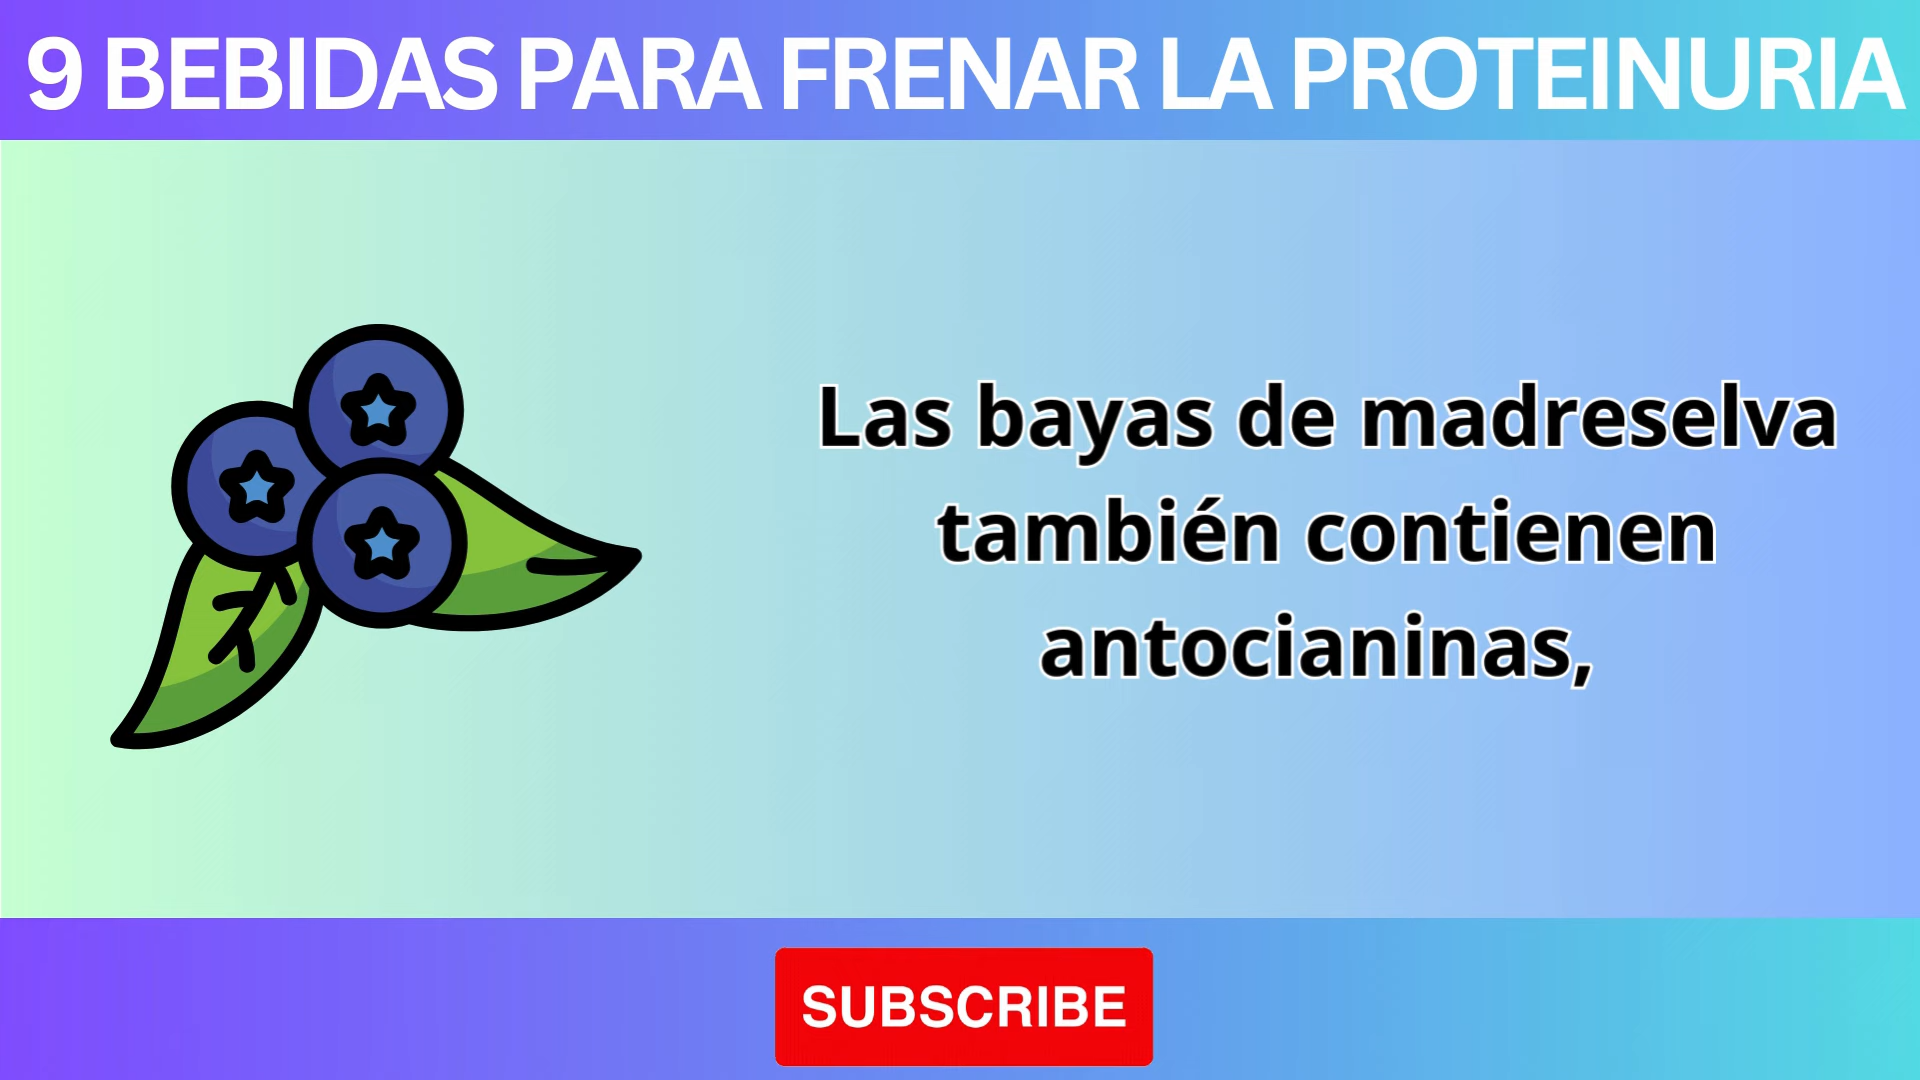 9 BEBIDAS PARA FRENAR LA PROTEINURIA
Las bayas de madreselva
también contienen
antocianinas,
SUBSCRIBE